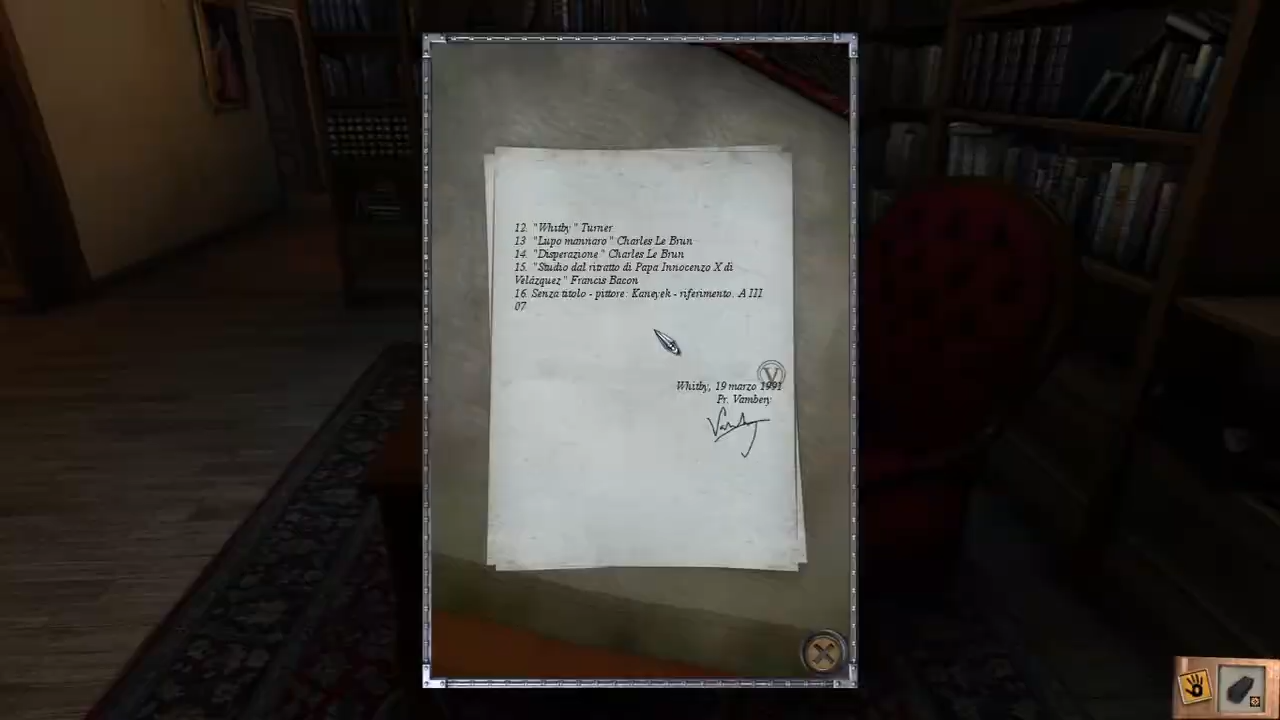 12. "Whitby" Turner
13 "Lupo mannaro" Charles Le Brun
14. "Disperazione" Charles Le Brun
15. "Studio dal ritratto di Papa Innocenzo X di
Velázquez" Francis Bacon
16. Senza titolo - pittore: Kaneyek - riferimento. A III
07
V
Whitby, 19 marzo 1991
Pr. Vambery